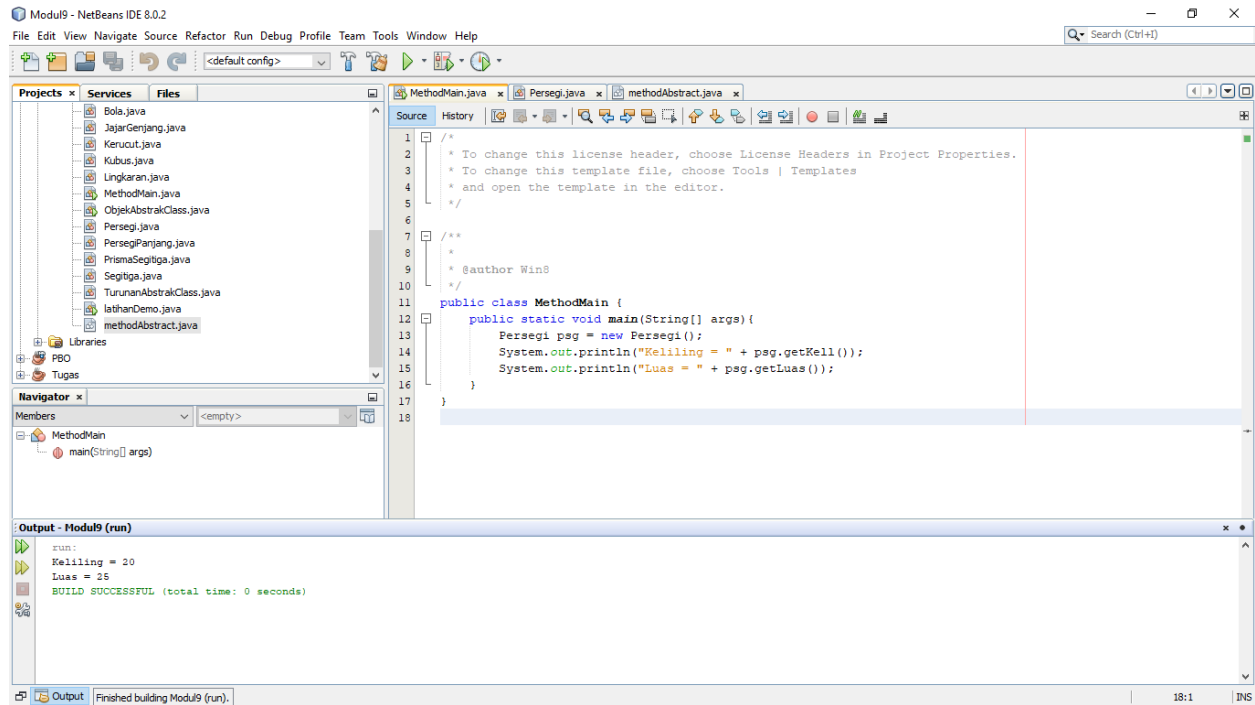 Modul9 - NetBeans IDE 8.0.2
File Edit View Navigate Source Refactor Run Debug Profile Team Tools Window Help
Search (Ctrl+I)
<default config>
Projects x Services Files
Bola.java
JajarGenjang.java
Kerucut.java
Kubus.java
Lingkaran.java
MethodMain.java
ObjekAbstrakClass.java
Persegi.java
PersegiPanjang.java
PrismaSegitiga.java
Segitiga.java
TurunanAbstrakClass.java
latihanDemo.java
methodAbstract.java
Libraries
PBO
Tugas
Navigator x
Members <empty>
MethodMain
main(String[] args)
MethodMain.java x Persegi.java x methodAbstract.java x
Source History
1 /*
2 * To change this license header, choose License Headers in Project Properties.
3 * To change this template file, choose Tools | Templates
4 * and open the template in the editor.
5 */
6
7 /**
8 *
9 * @author Win8
10 */
11 public class MethodMain {
12 public static void main(String[] args){
13 Persegi psg = new Persegi();
14 System.out.println("Keliling = " + psg.getKell());
15 System.out.println("Luas = " + psg.getLuas());
16 }
17 }
18
Output - Modul9 (run)
run:
Keliling = 20
Luas = 25
BUILD SUCCESSFUL (total time: 0 seconds)
Output Finished building Modul9 (run).
18:1 INS